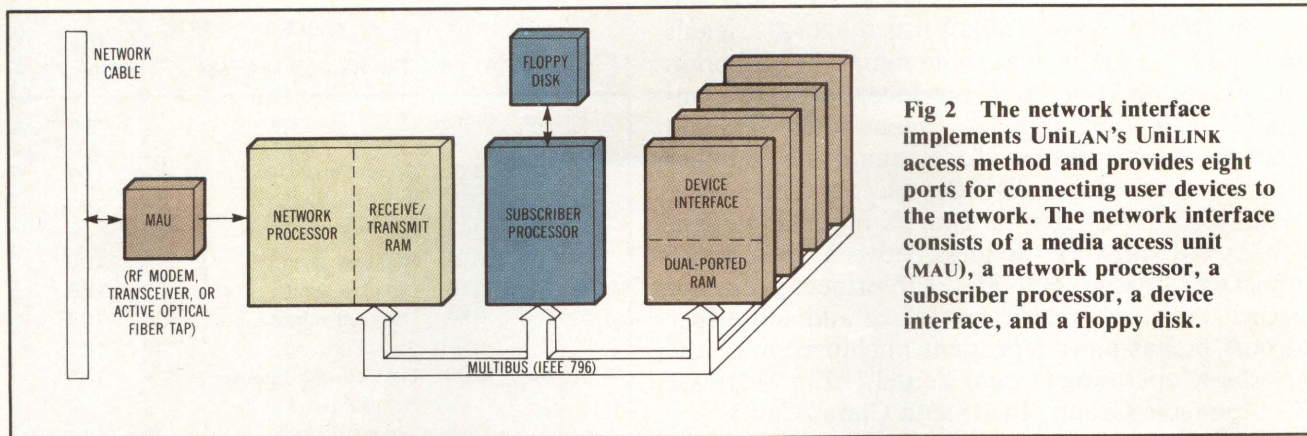 NETWORK
CABLE
MAU
(RF MODEM,
TRANSCEIVER, OR
ACTIVE OPTICAL
FIBER TAP)
NETWORK
PROCESSOR
RECEIVE/
TRANSMIT
RAM
FLOPPY
DISK
SUBSCRIBER
PROCESSOR
DEVICE
INTERFACE
DUAL-PORTED
RAM
MULTIBUS (IEEE 796)
Fig 2 The network interface
implements UNILAN's UNILINK
access method and provides eight
ports for connecting user devices to
the network. The network interface
consists of a media access unit
(MAU), a network processor, a
subscriber processor, a device
interface, and a floppy disk.